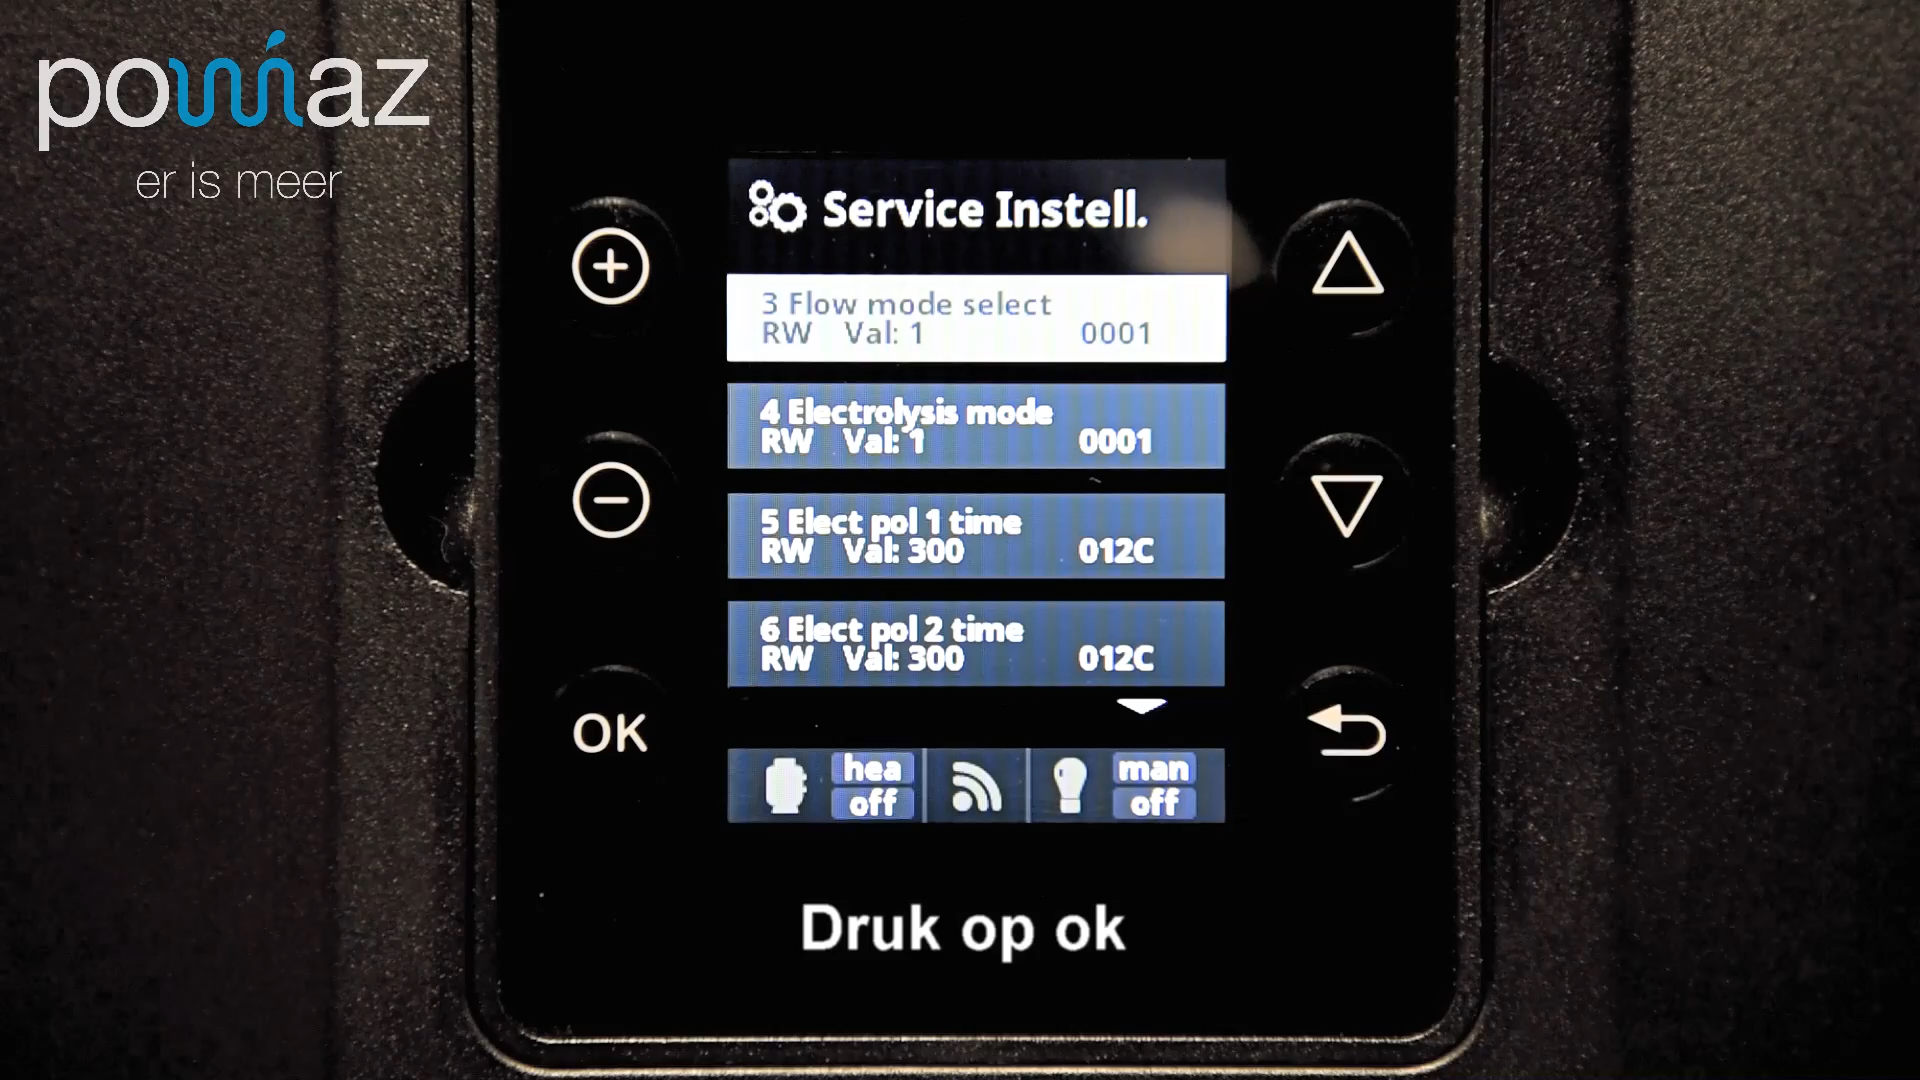 pomaz
er is meer
Service Instell.
3 Flow mode select
RW Val: 1 0001
4 Electrolysis mode
RW Val: 1 0001
5 Elect pol 1 time
RW Val: 300 012C
6 Elect pol 2 time
RW Val: 300 012C
OK
hea
off
man
off
Druk op ok